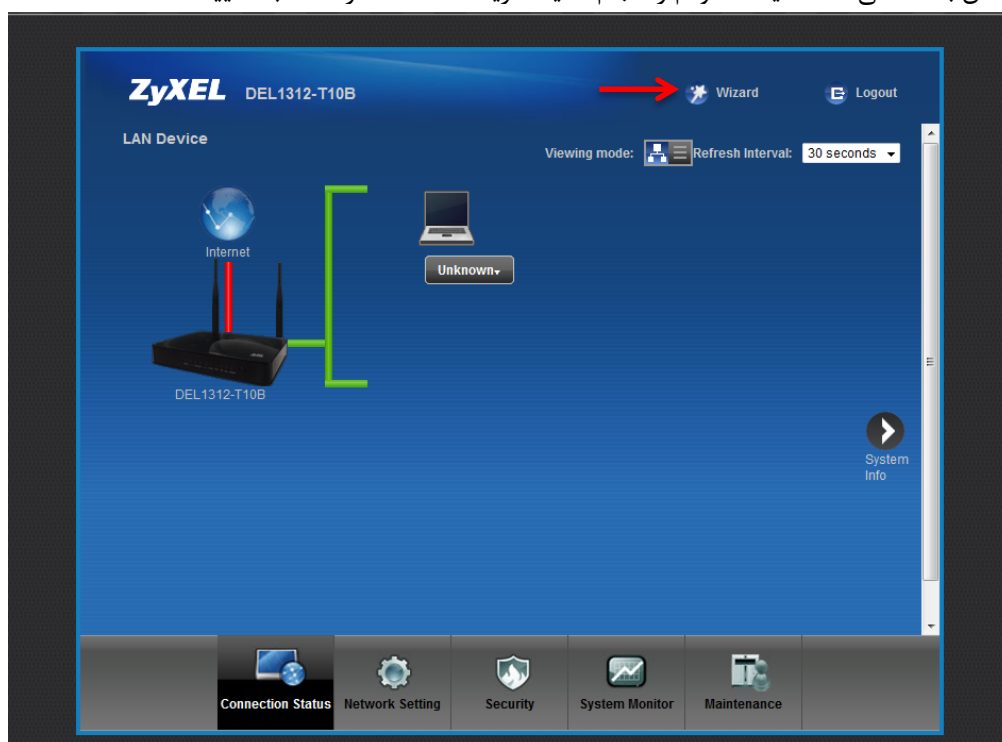 ZyXEL DEL1312-T10B
Wizard
Logout
LAN Device
Viewing mode:
Refresh Interval:
30 seconds
Internet
Unknown
DEL1312-T10B
System
Info
Connection Status
Network Setting
Security
System Monitor
Maintenance